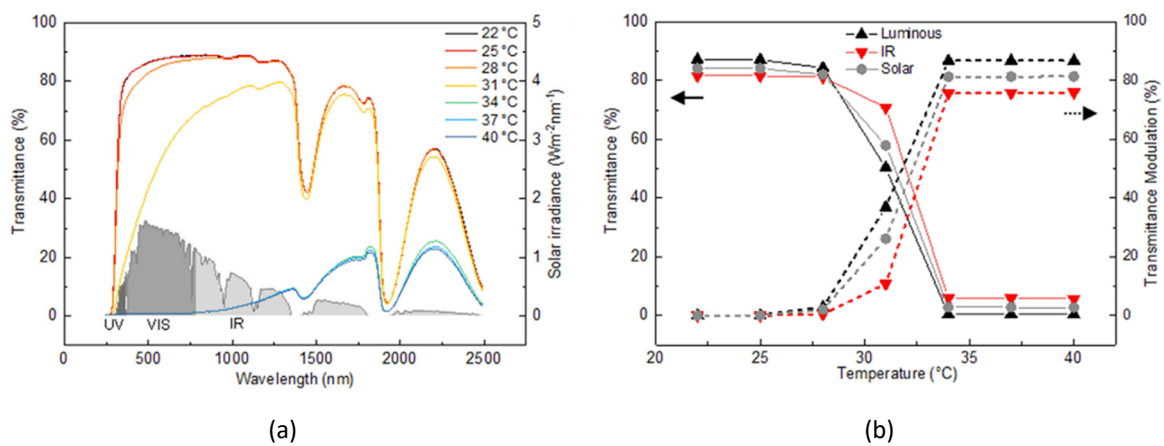 100
80
60
40
20
0
Transmittance (%)
5
4
3
2
1
0
Solar irradiance (Wm⁻²nm⁻¹)
22 °C
25 °C
28 °C
31 °C
34 °C
37 °C
40 °C
UV VIS IR
0 500 1000 1500 2000 2500
Wavelength (nm)
(a)
100
80
60
40
20
0
Transmittance (%)
100
80
60
40
20
0
Transmittance Modulation (%)
Luminous
IR
Solar
20 25 30 35 40
Temperature (°C)
(b)